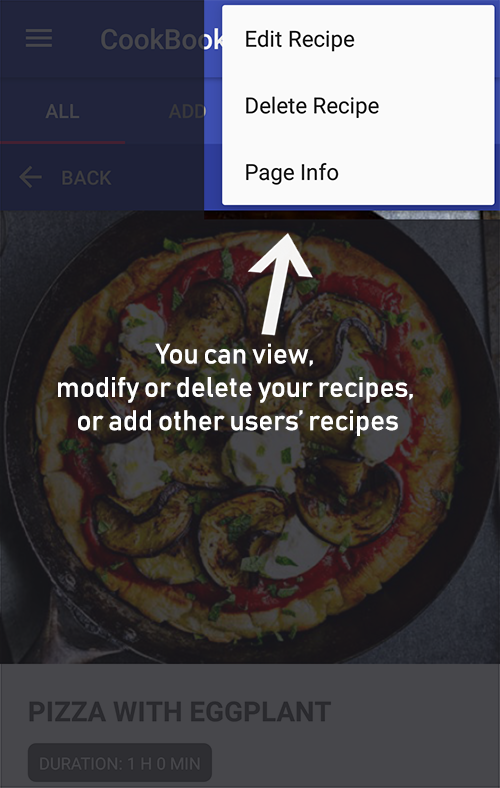 CookBook
Edit Recipe
ALL
ADD
Delete Recipe
BACK
Page Info
You can view,
modify or delete your recipes,
or add other users’ recipes
PIZZA WITH EGGPLANT
DURATION: 1 H 0 MIN